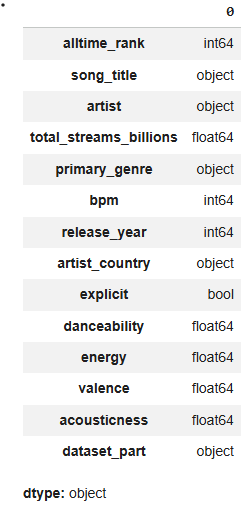 0
alltime_rank int64
song_title object
artist object
total_streams_billions float64
primary_genre object
bpm int64
release_year int64
artist_country object
explicit bool
danceability float64
energy float64
valence float64
acousticness float64
dataset_part object
dtype: object